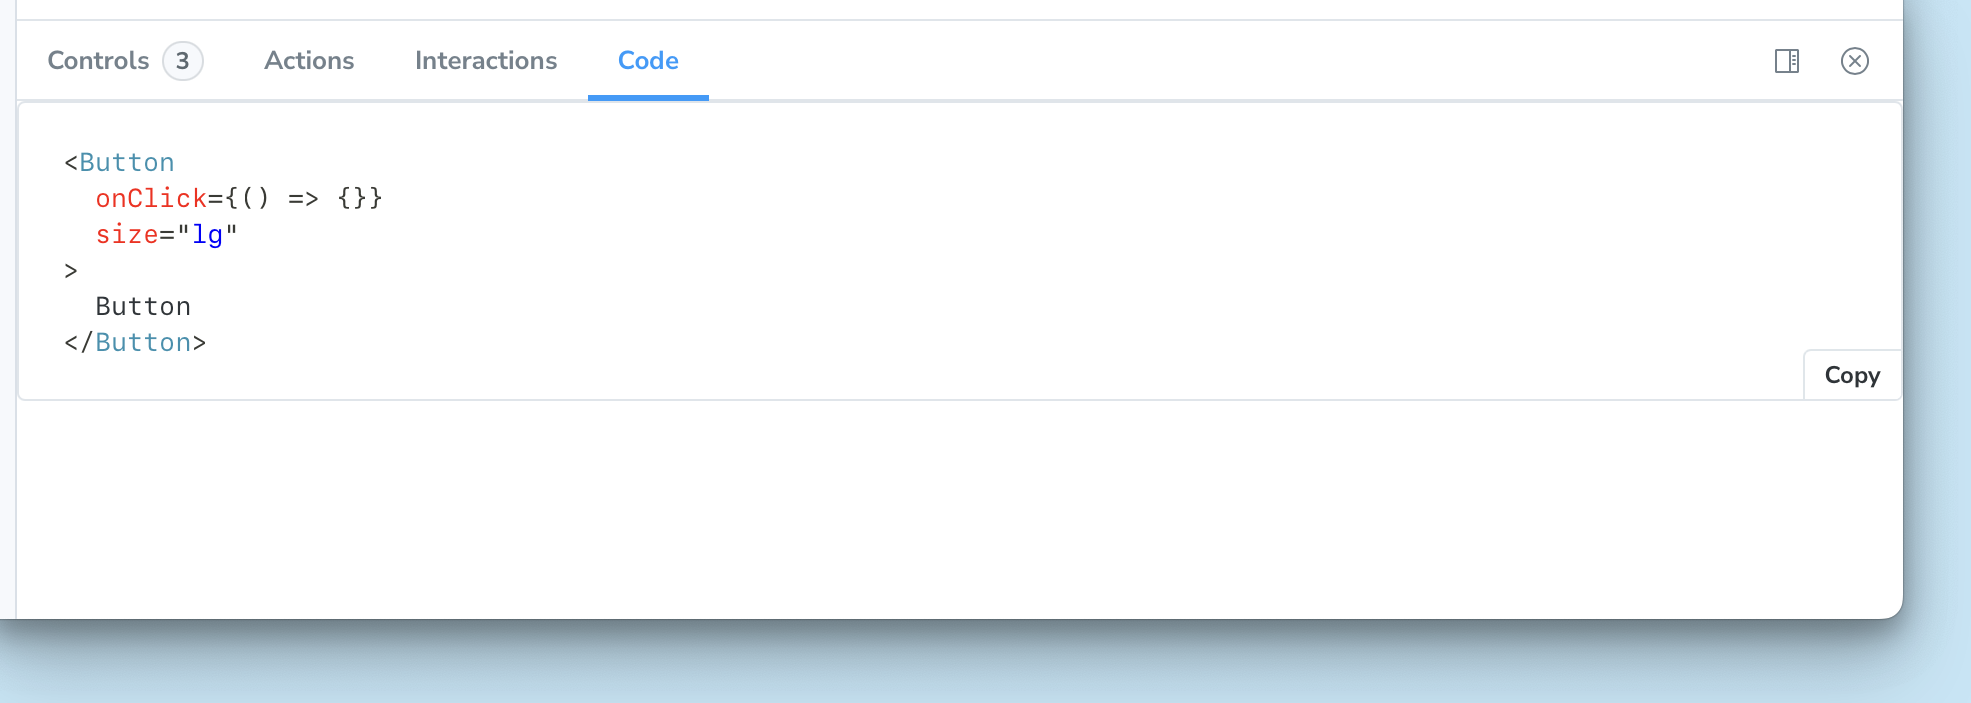 Controls 3 Actions Interactions Code
<Button
  onClick={() => {}}
  size="lg"
>
  Button
</Button>
Copy